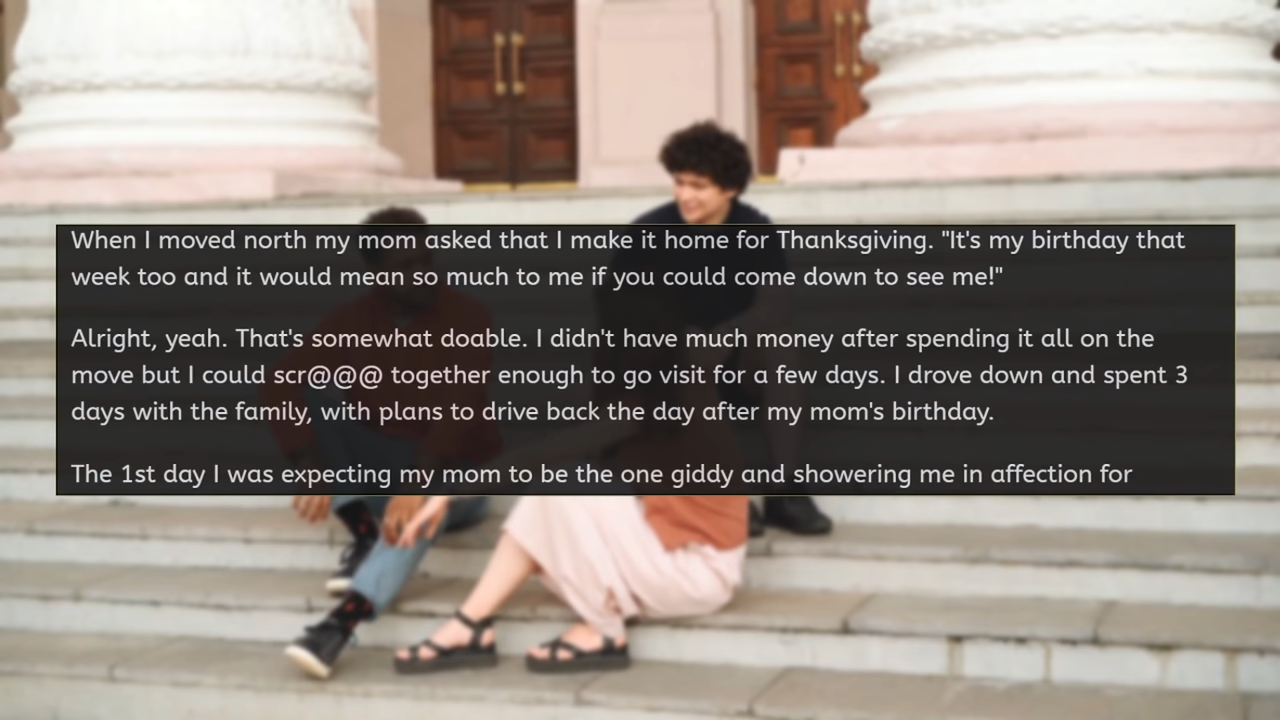 When I moved north my mom asked that I make it home for Thanksgiving. "It's my birthday that
week too and it would mean so much to me if you could come down to see me!"
Alright, yeah. That's somewhat doable. I didn't have much money after spending it all on the
move but I could scr@@@ together enough to go visit for a few days. I drove down and spent 3
days with the family, with plans to drive back the day after my mom's birthday.
The 1st day I was expecting my mom to be the one giddy and showering me in affection for